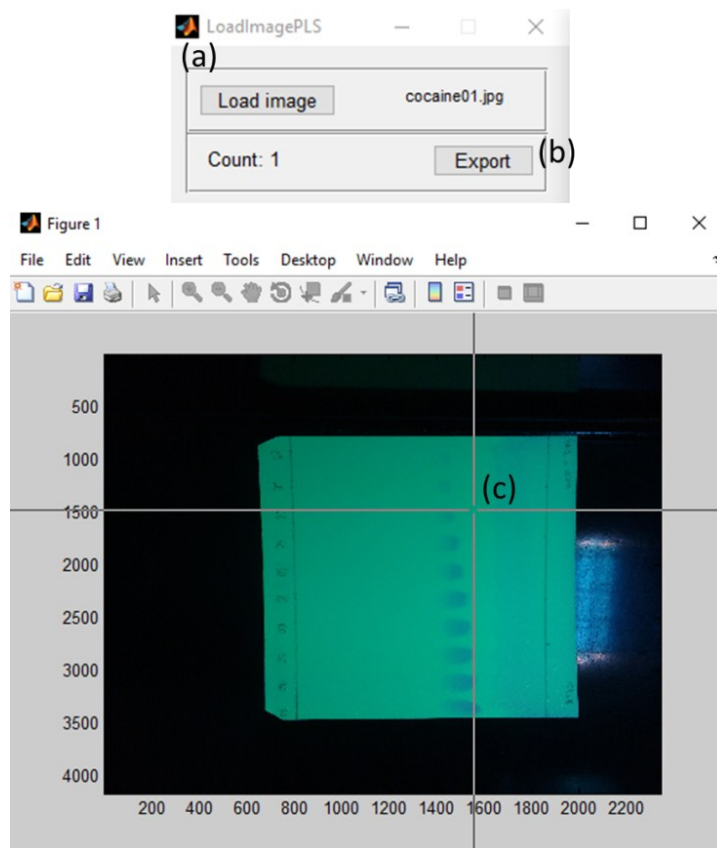 LoadImagePLS
(a)
Load image cocaine01.jpg
Count: 1 Export (b)
Figure 1
File Edit View Insert Tools Desktop Window Help
500
1000
(c)
1500
2000
2500
3000
3500
4000
200 400 600 800 1000 1200 1400 1600 1800 2000 2200